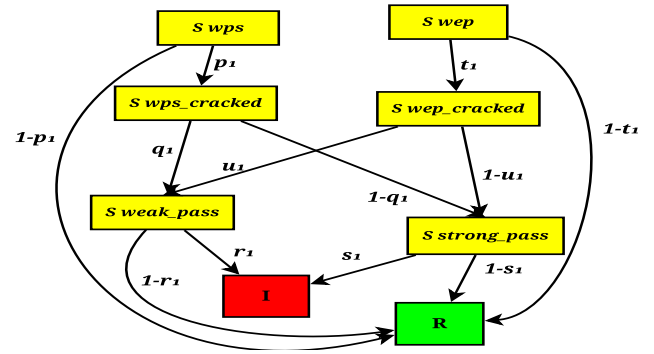 S wps
S wep
p₁
t₁
S wps_cracked
S wep_cracked
1-p₁
1-t₁
q₁
u₁
1-u₁
1-q₁
S weak_pass
S strong_pass
r₁
s₁
1-r₁
1-s₁
I
R